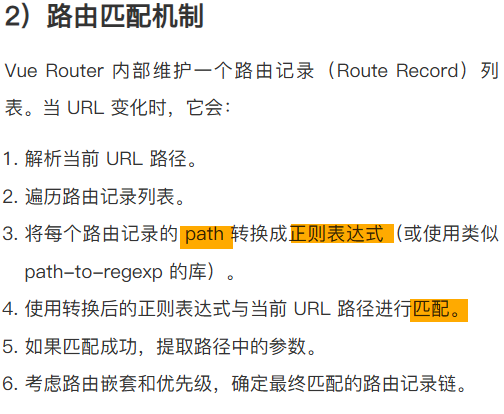 2）路由匹配机制
Vue Router 内部维护一个路由记录（Route Record）列
表。当 URL 变化时，它会：
1. 解析当前 URL 路径。
2. 遍历路由记录列表。
3. 将每个路由记录的 path 转换成正则表达式（或使用类似
path-to-regexp 的库）。
4. 使用转换后的正则表达式与当前 URL 路径进行匹配。
5. 如果匹配成功，提取路径中的参数。
6. 考虑路由嵌套和优先级，确定最终匹配的路由记录链。